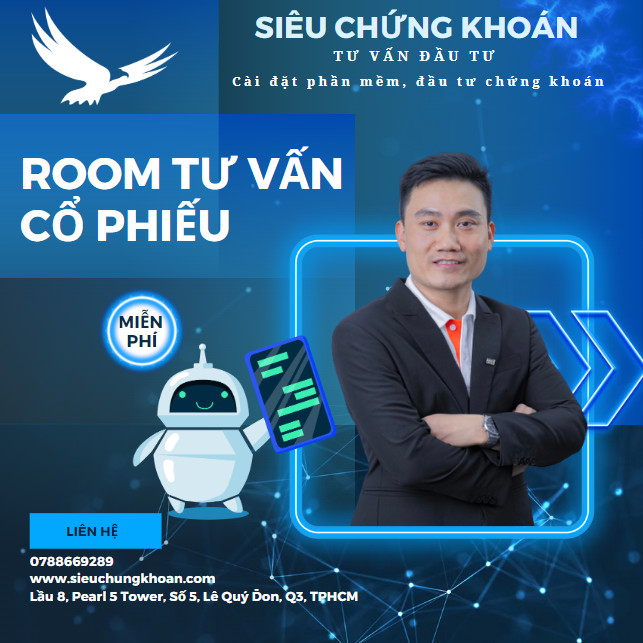 SIÊU CHỨNG KHOÁN
TƯ VẤN ĐẦU TƯ
Cài đặt phần mềm, đầu tư chứng khoán
ROOM TƯ VẤN
CỔ PHIẾU
MIỄN
PHÍ
LIÊN HỆ
0788669289
www.sieuchungkhoan.com
Lầu 8, Pearl 5 Tower, Số 5, Lê Quý Đon, Q3, TPHCM